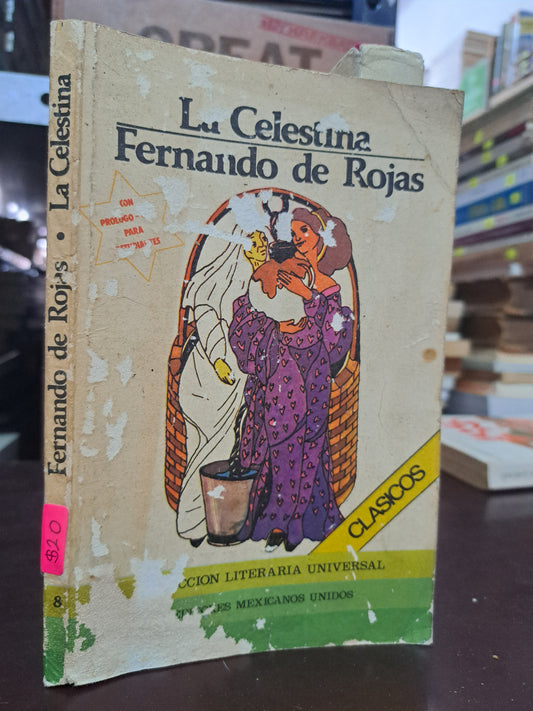 GREAT
La Celestina
Fernando de Rojas
CON
PROLOGO
PARA
CLASICOS
CCION LITERARIA UNIVERSAL
MEXICANOS UNIDOS
Fernando de Rojas • La Celestina
$20
8